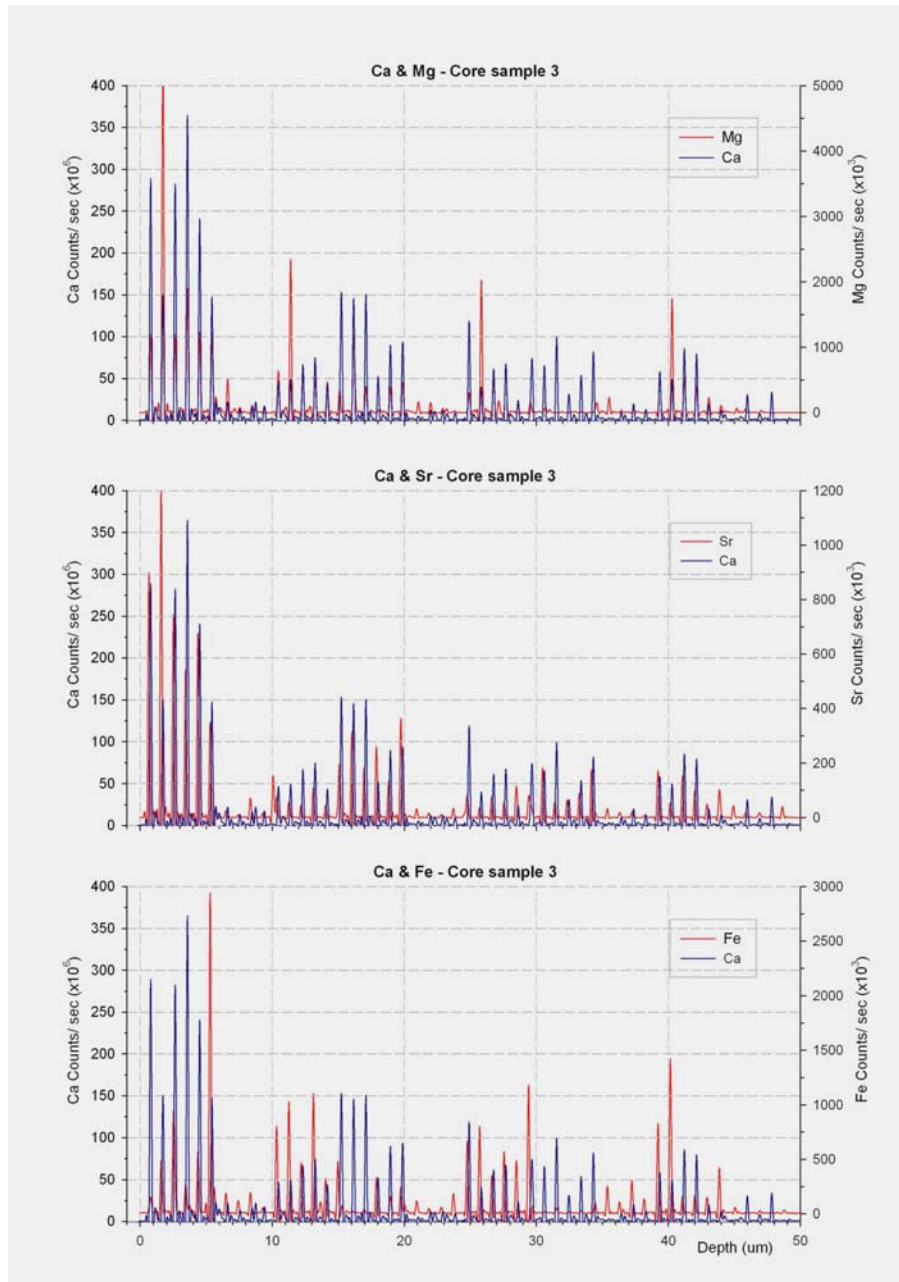 Ca & Mg - Core sample 3
400
350
300
250
200
150
100
50
0
Ca Counts/ sec (x10⁶)
5000
4000
3000
2000
1000
0
Mg Counts/ sec (x10³)
Mg
Ca
Ca & Sr - Core sample 3
400
350
300
250
200
150
100
50
0
Ca Counts/ sec (x10⁶)
1200
1000
800
600
400
200
0
Sr Counts/ sec (x10³)
Sr
Ca
Ca & Fe - Core sample 3
400
350
300
250
200
150
100
50
0
Ca Counts/ sec (x10⁶)
3000
2500
2000
1500
1000
500
0
Fe Counts/ sec (x10³)
Fe
Ca
0 10 20 30 40 50
Depth (um)